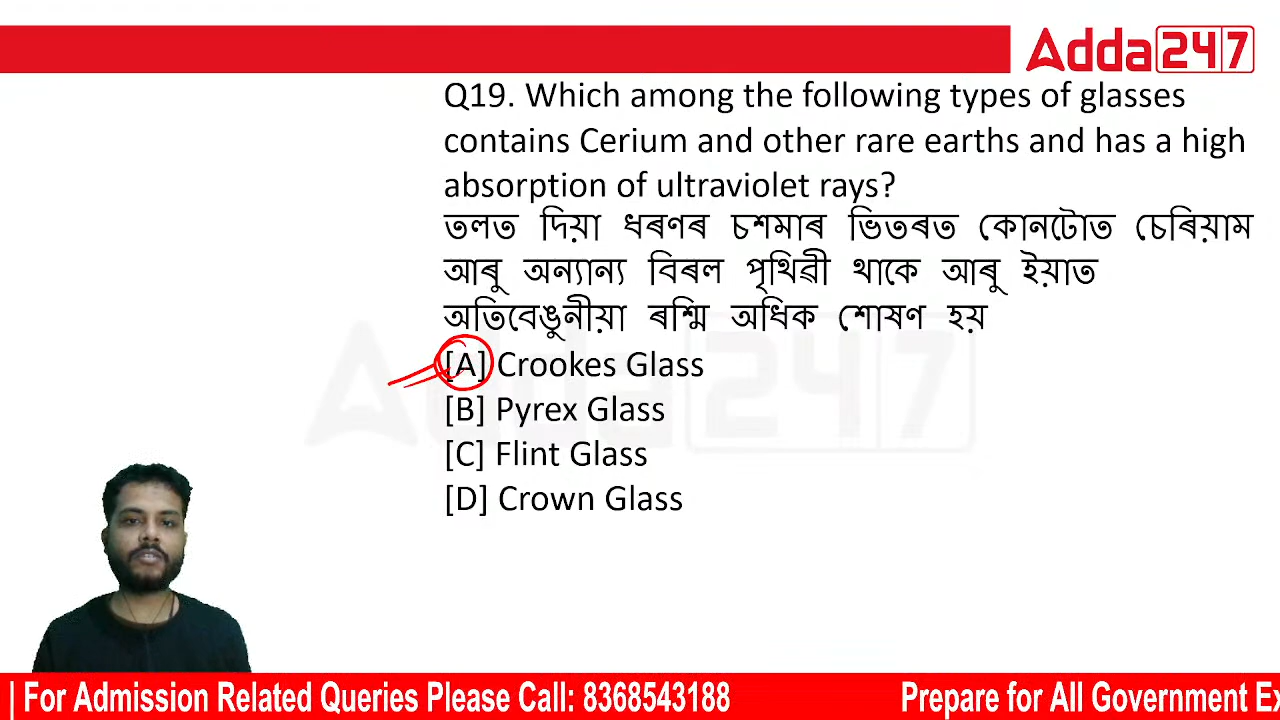 Adda247
Q19. Which among the following types of glasses
contains Cerium and other rare earths and has a high
absorption of ultraviolet rays?
তলত দিয়া ধৰণৰ চশমাৰ ভিতৰত কোনটোত চেৰিয়াম
আৰু অন্যান্য বিৰল পৃথিৱী থাকে আৰু ইয়াত
অতিবেঙুনীয়া ৰশ্মি অধিক শোষণ হয়
[A] Crookes Glass
[B] Pyrex Glass
[C] Flint Glass
[D] Crown Glass
Adda247
| For Admission Related Queries Please Call: 8368543188 Prepare for All Government Ex